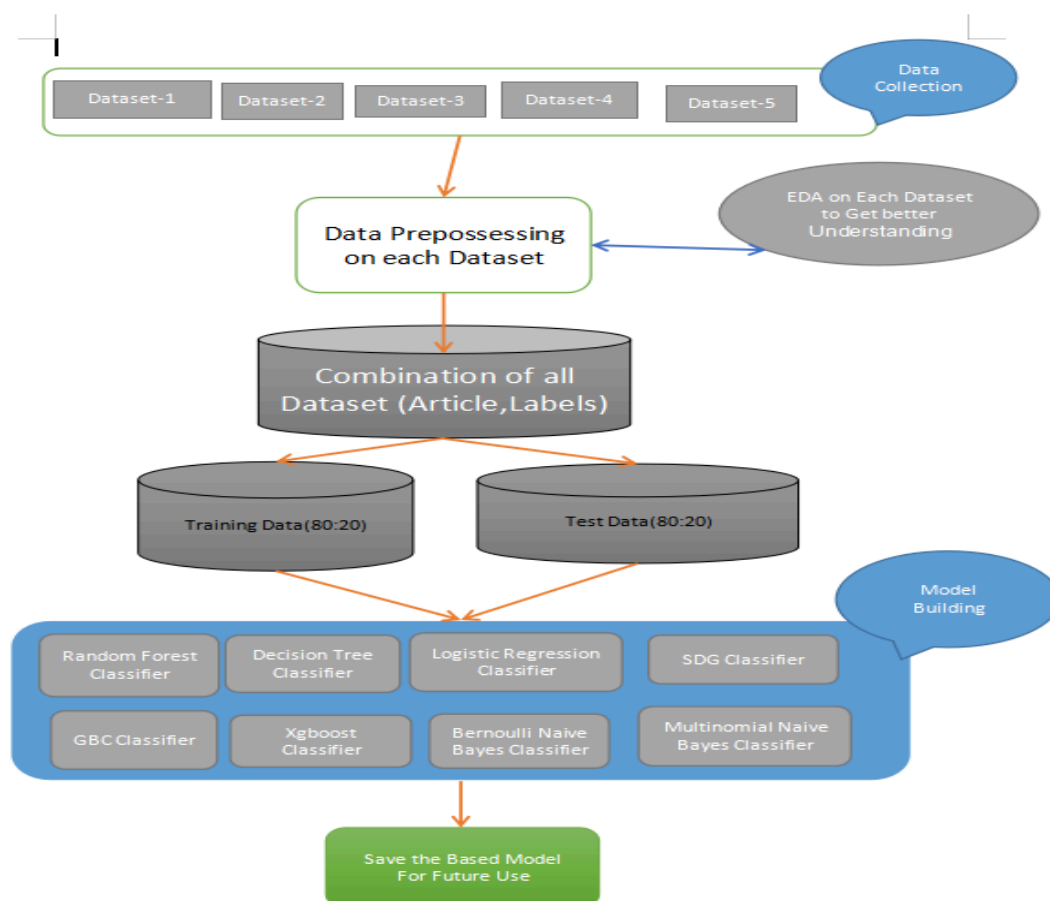 Data
Collection
Dataset-1
Dataset-2
Dataset-3
Dataset-4
Dataset-5
EDA on Each Dataset
to Get better
Understanding
Data Prepossessing
on each Dataset
Combination of all
Dataset (Article,Labels)
Training Data(80:20)
Test Data(80:20)
Model
Building
Random Forest
Classifier
Decision Tree
Classifier
Logistic Regression
Classifier
SDG Classifier
GBC Classifier
Xgboost
Classifier
Bernoulli Naive
Bayes Classifier
Multinomial Naive
Bayes Classifier
Save the Based Model
For Future Use